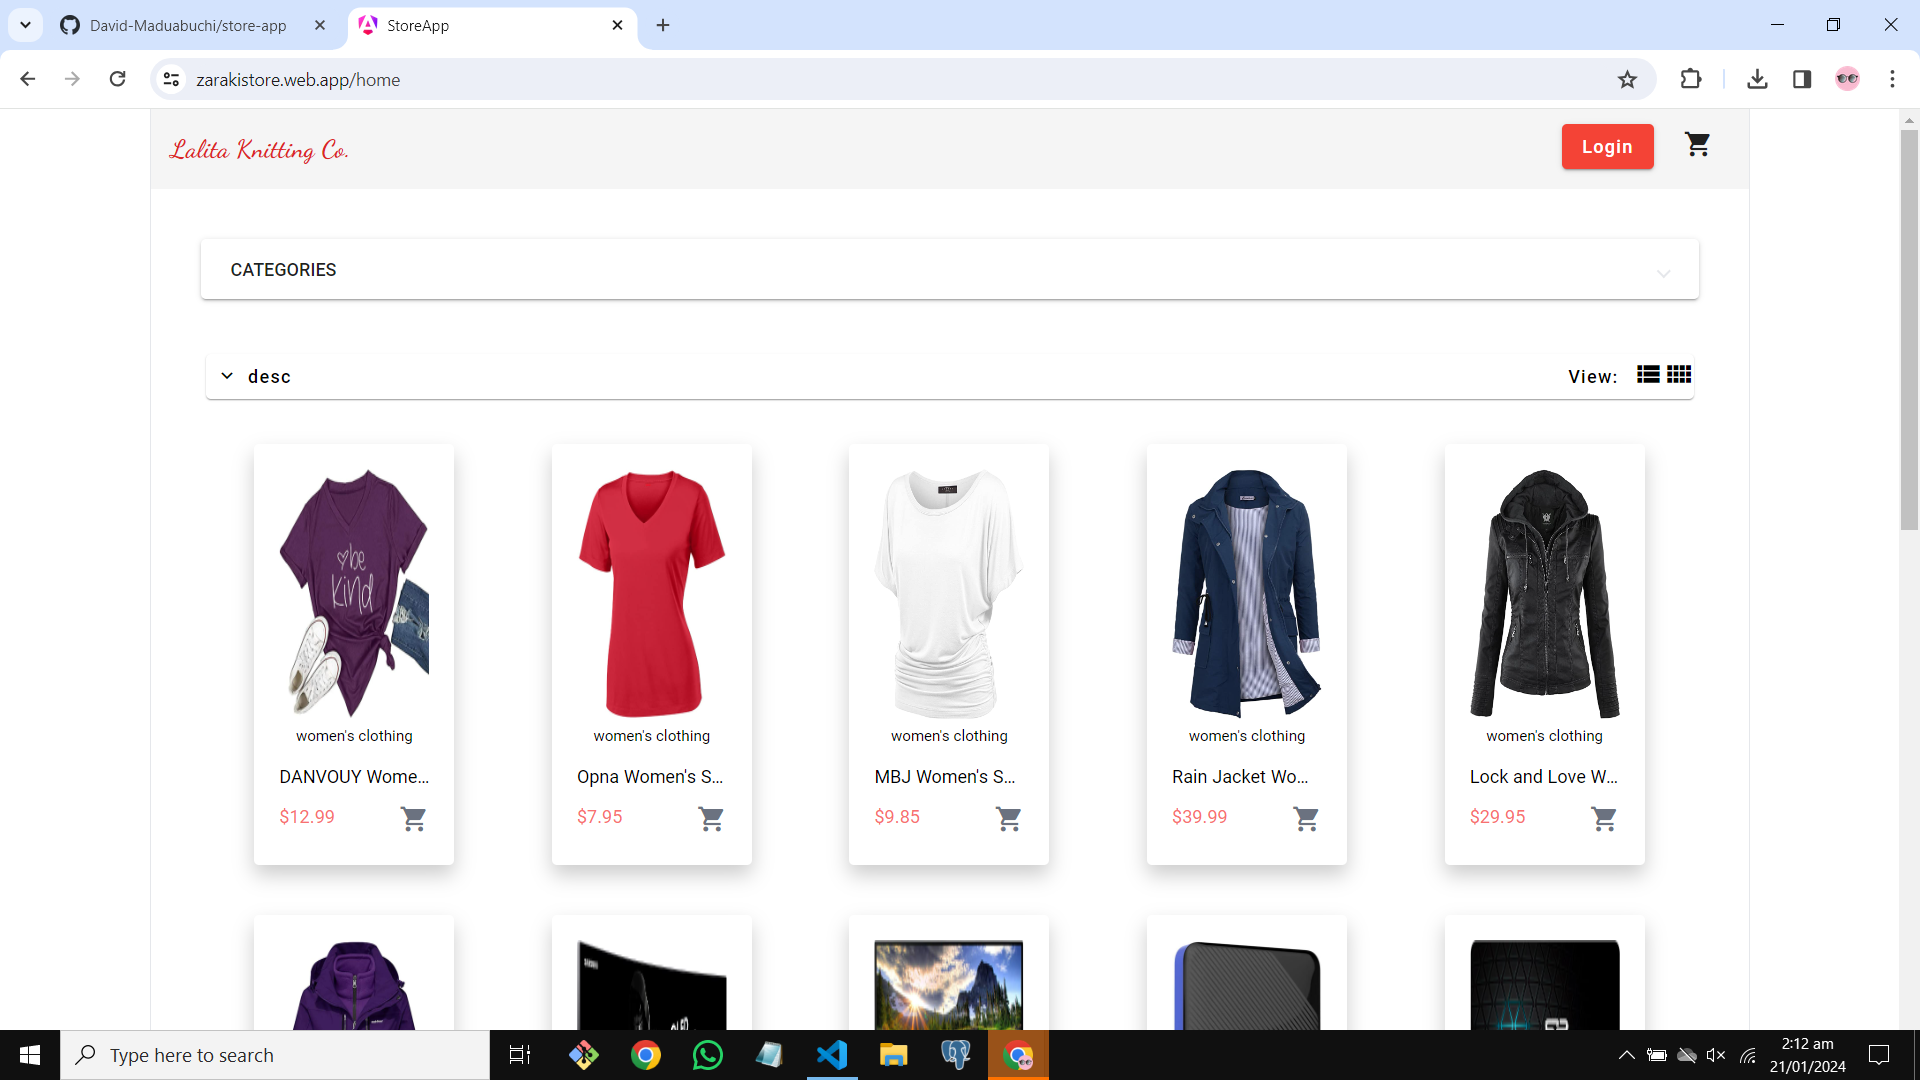 David-Maduabuchi/store-app
StoreApp
zarakistore.web.app/home
Lalita Knitting Co.
Login
CATEGORIES
desc
View:
be
kind
women's clothing
women's clothing
women's clothing
women's clothing
women's clothing
DANVOUY Wome...
Opna Women's S...
MBJ Women's S...
Rain Jacket Wo...
Lock and Love W...
$12.99
$7.95
$9.85
$39.99
$29.95
Type here to search
2:12 am
21/01/2024